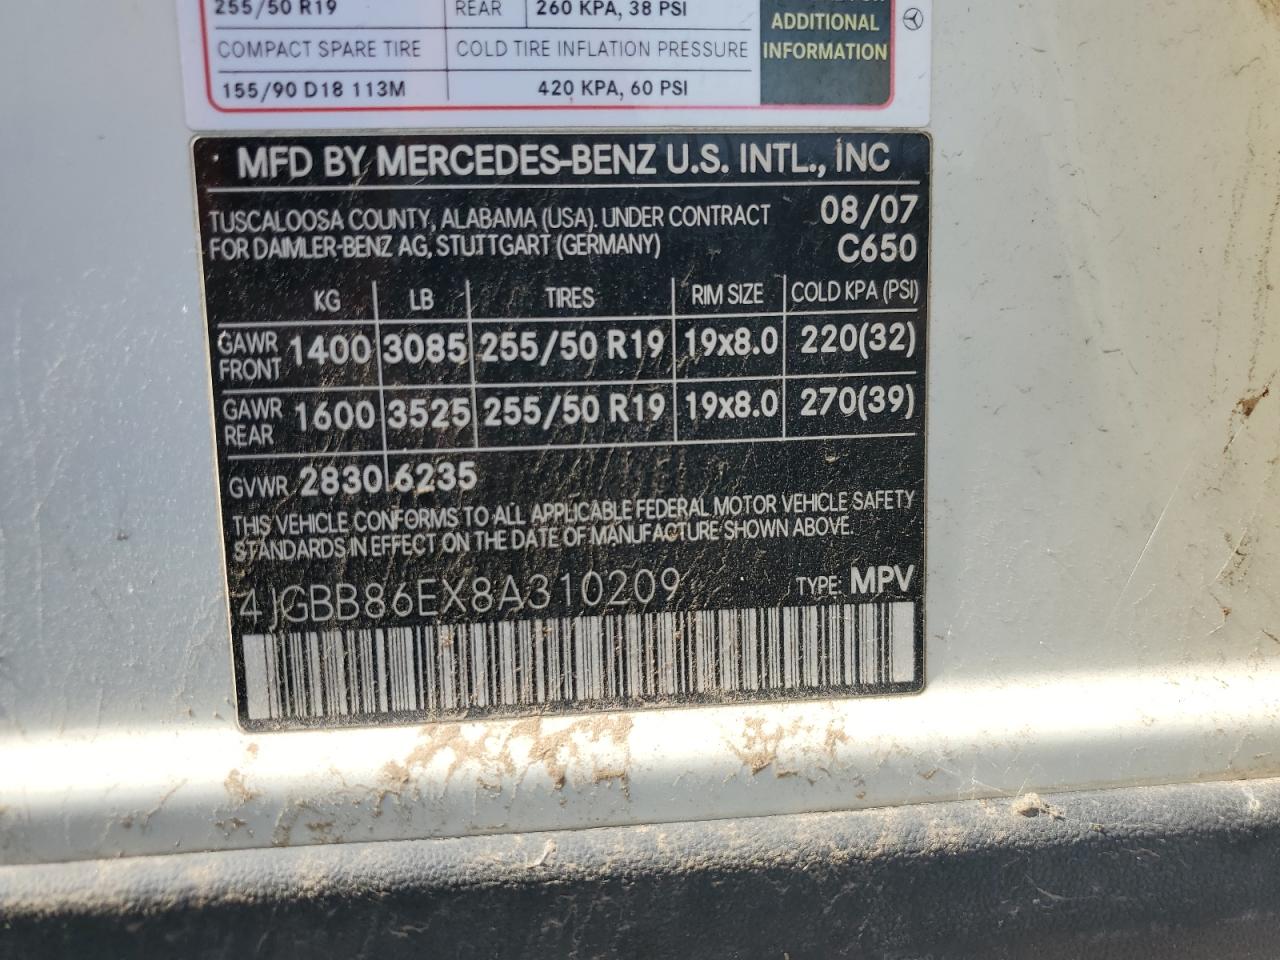 255/50 R19 REAR 260 KPA, 38 PSI
ADDITIONAL
INFORMATION
COMPACT SPARE TIRE COLD TIRE INFLATION PRESSURE
155/90 D18 113M 420 KPA, 60 PSI
MFD BY MERCEDES-BENZ U.S. INTL., INC
TUSCALOOSA COUNTY, ALABAMA (USA). UNDER CONTRACT 08/07
FOR DAIMLER-BENZ AG, STUTTGART (GERMANY) C650
KG LB TIRES RIM SIZE COLD KPA (PSI)
GAWR FRONT 1400 3085 255/50 R19 19x8.0 220(32)
GAWR REAR 1600 3525 255/50 R19 19x8.0 270(39)
GVWR 2830 6235
THIS VEHICLE CONFORMS TO ALL APPLICABLE FEDERAL MOTOR VEHICLE SAFETY
STANDARDS IN EFFECT ON THE DATE OF MANUFACTURE SHOWN ABOVE.
4JGBB86EX8A310209 TYPE: MPV